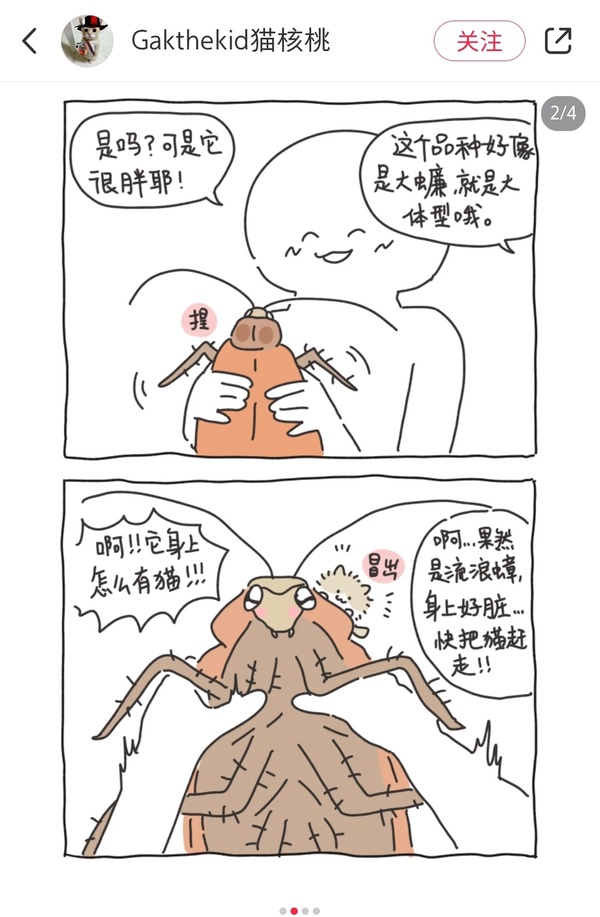 Gakthekid猫核桃
关注
2/4
是吗？可是它
很胖耶！
这个品种好像
是大蠊，就是大
体型哦。
捏
啊!!它身上
怎么有猫!!!
冒出
啊...果然
是流浪蟑，
身上好脏...
快把猫赶
走!!